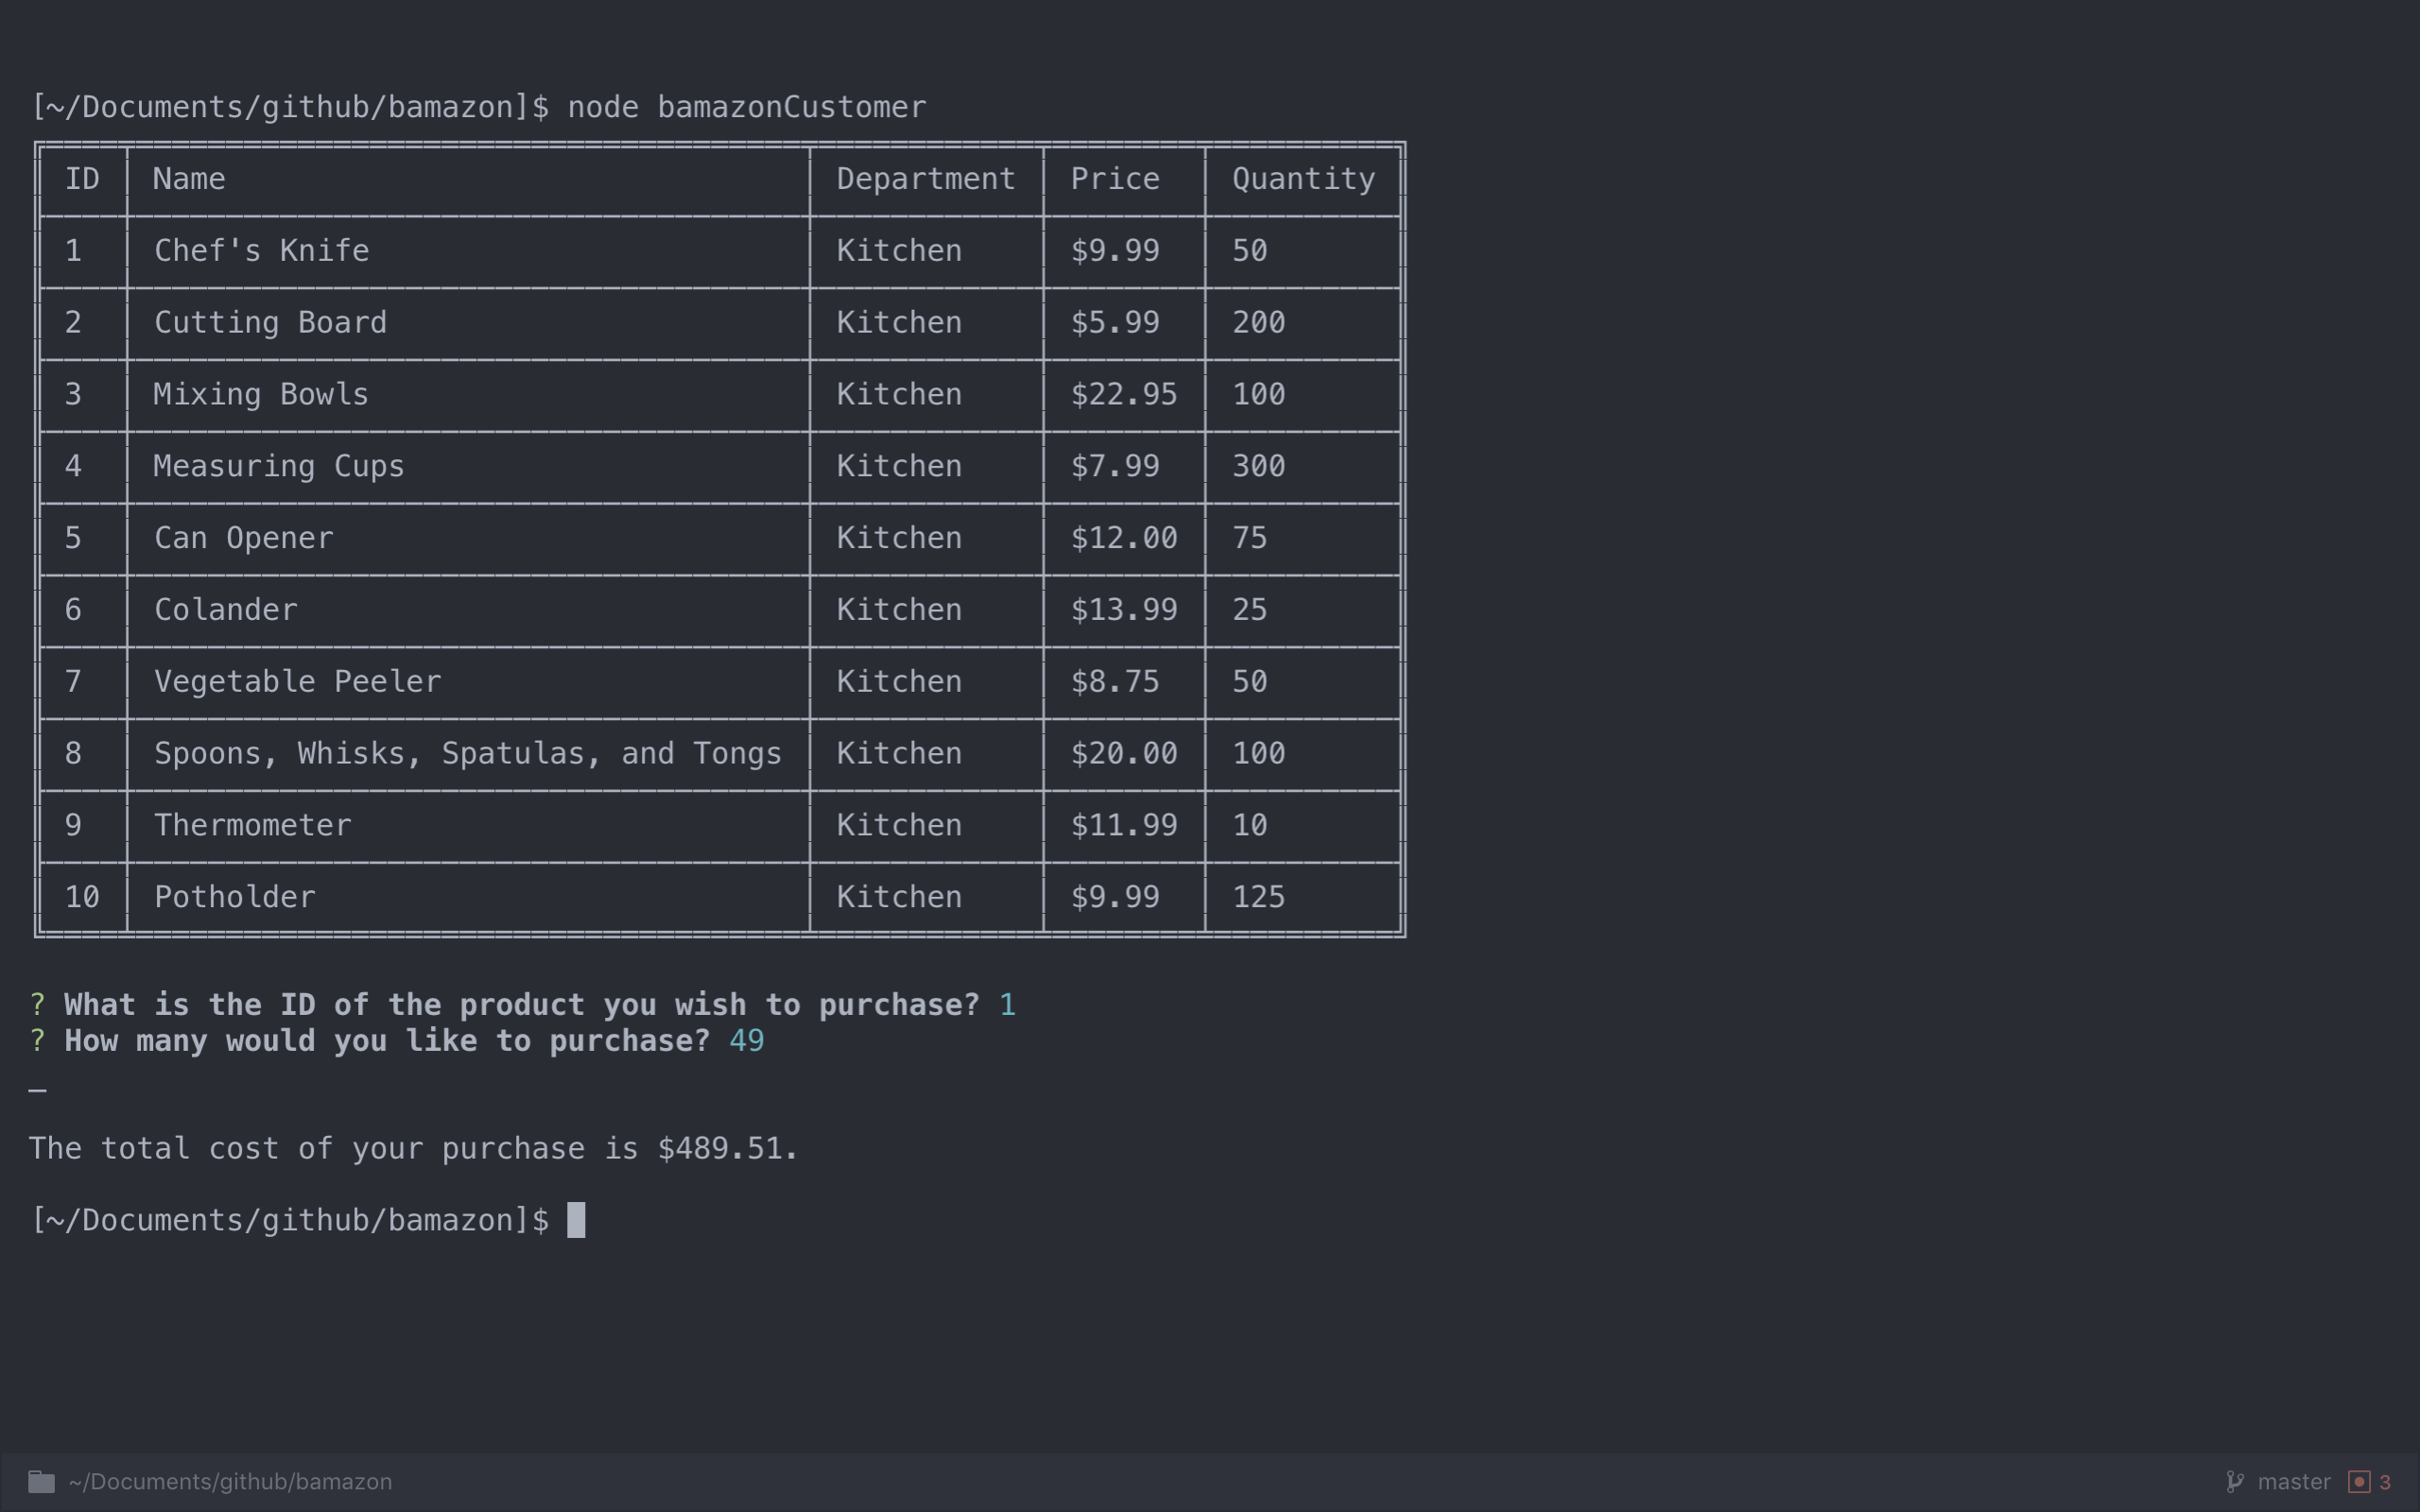 [~/Documents/github/bamazon]$ node bamazonCustomer
ID Name Department Price Quantity
1 Chef's Knife Kitchen $9.99 50
2 Cutting Board Kitchen $5.99 200
3 Mixing Bowls Kitchen $22.95 100
4 Measuring Cups Kitchen $7.99 300
5 Can Opener Kitchen $12.00 75
6 Colander Kitchen $13.99 25
7 Vegetable Peeler Kitchen $8.75 50
8 Spoons, Whisks, Spatulas, and Tongs Kitchen $20.00 100
9 Thermometer Kitchen $11.99 10
10 Potholder Kitchen $9.99 125
? What is the ID of the product you wish to purchase? 1
? How many would you like to purchase? 49
_
The total cost of your purchase is $489.51.
[~/Documents/github/bamazon]$
~/Documents/github/bamazon master 3